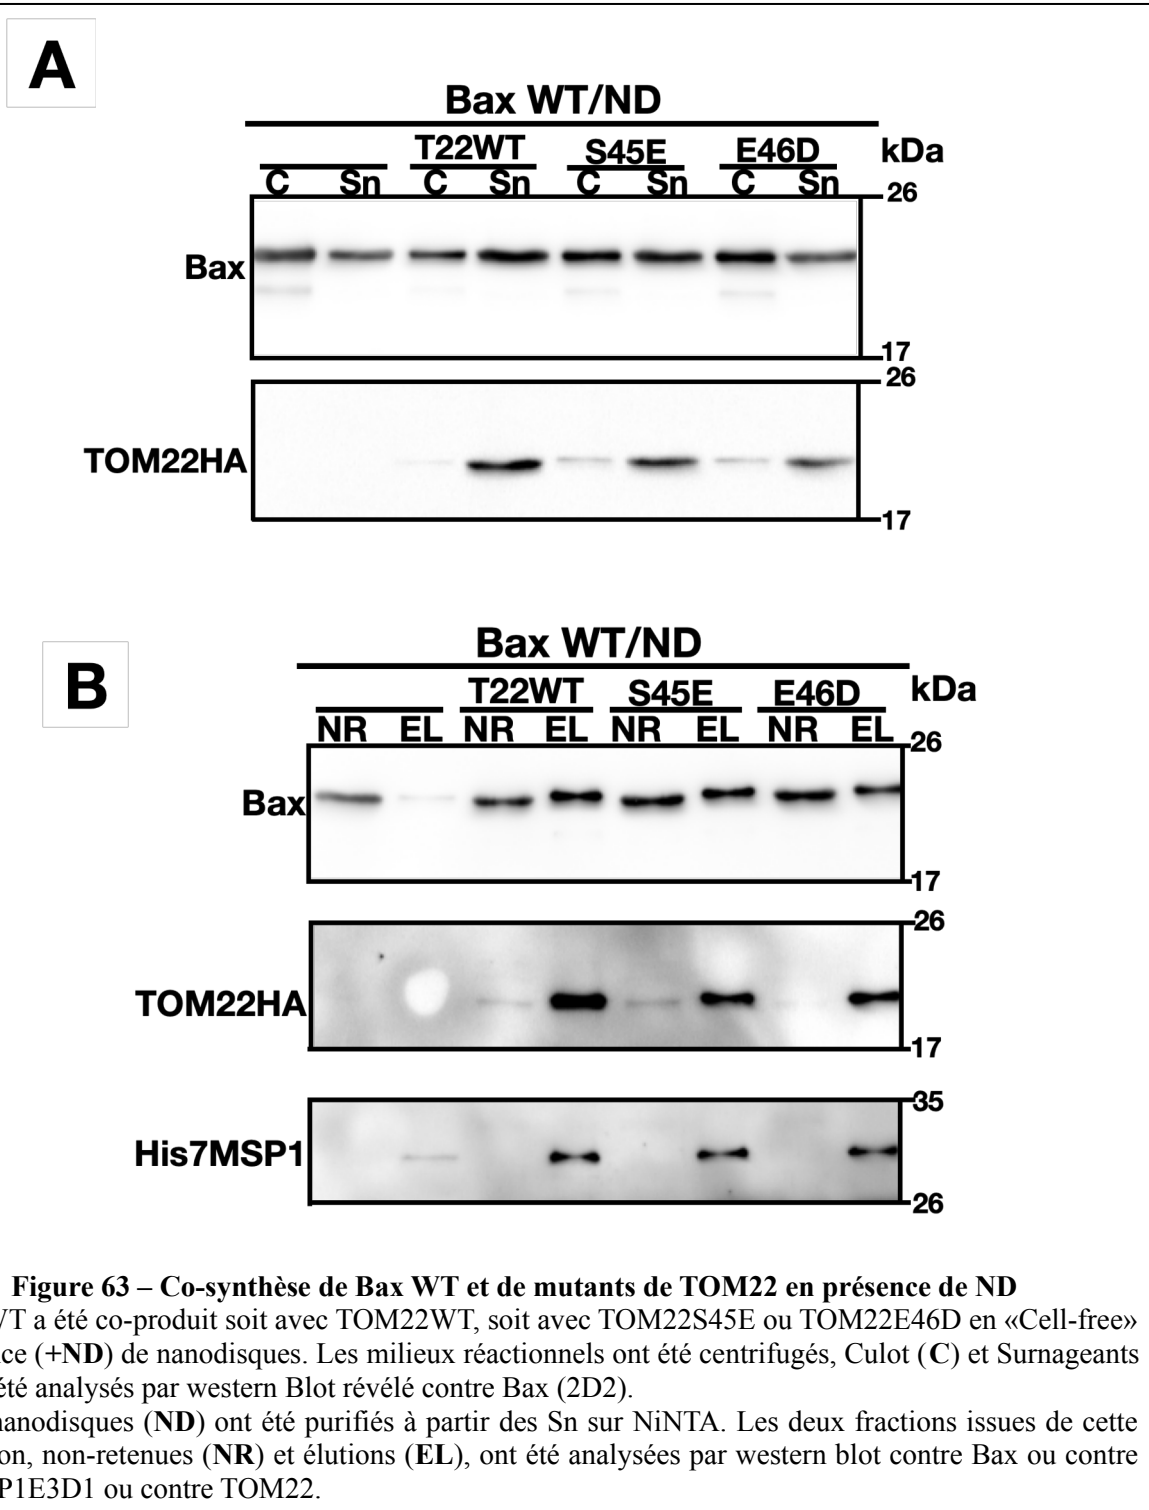 A
Bax WT/ND
T22WT S45E E46D kDa
C Sn C Sn C Sn C Sn
26
Bax
17
26
TOM22HA
17
B
Bax WT/ND
T22WT S45E E46D kDa
NR EL NR EL NR EL NR EL
26
Bax
17
26
TOM22HA
17
35
His7MSP1
26
Figure 63 – Co-synthèse de Bax WT et de mutants de TOM22 en présence de ND
WT a été co-produit soit avec TOM22WT, soit avec TOM22S45E ou TOM22E46D en «Cell-free»
nce (+ND) de nanodisques. Les milieux réactionnels ont été centrifugés, Culot (C) et Surnageants
été analysés par western Blot révélé contre Bax (2D2).
nanodisques (ND) ont été purifiés à partir des Sn sur NiNTA. Les deux fractions issues de cette
on, non-retenues (NR) et élutions (EL), ont été analysées par western blot contre Bax ou contre
P1E3D1 ou contre TOM22.